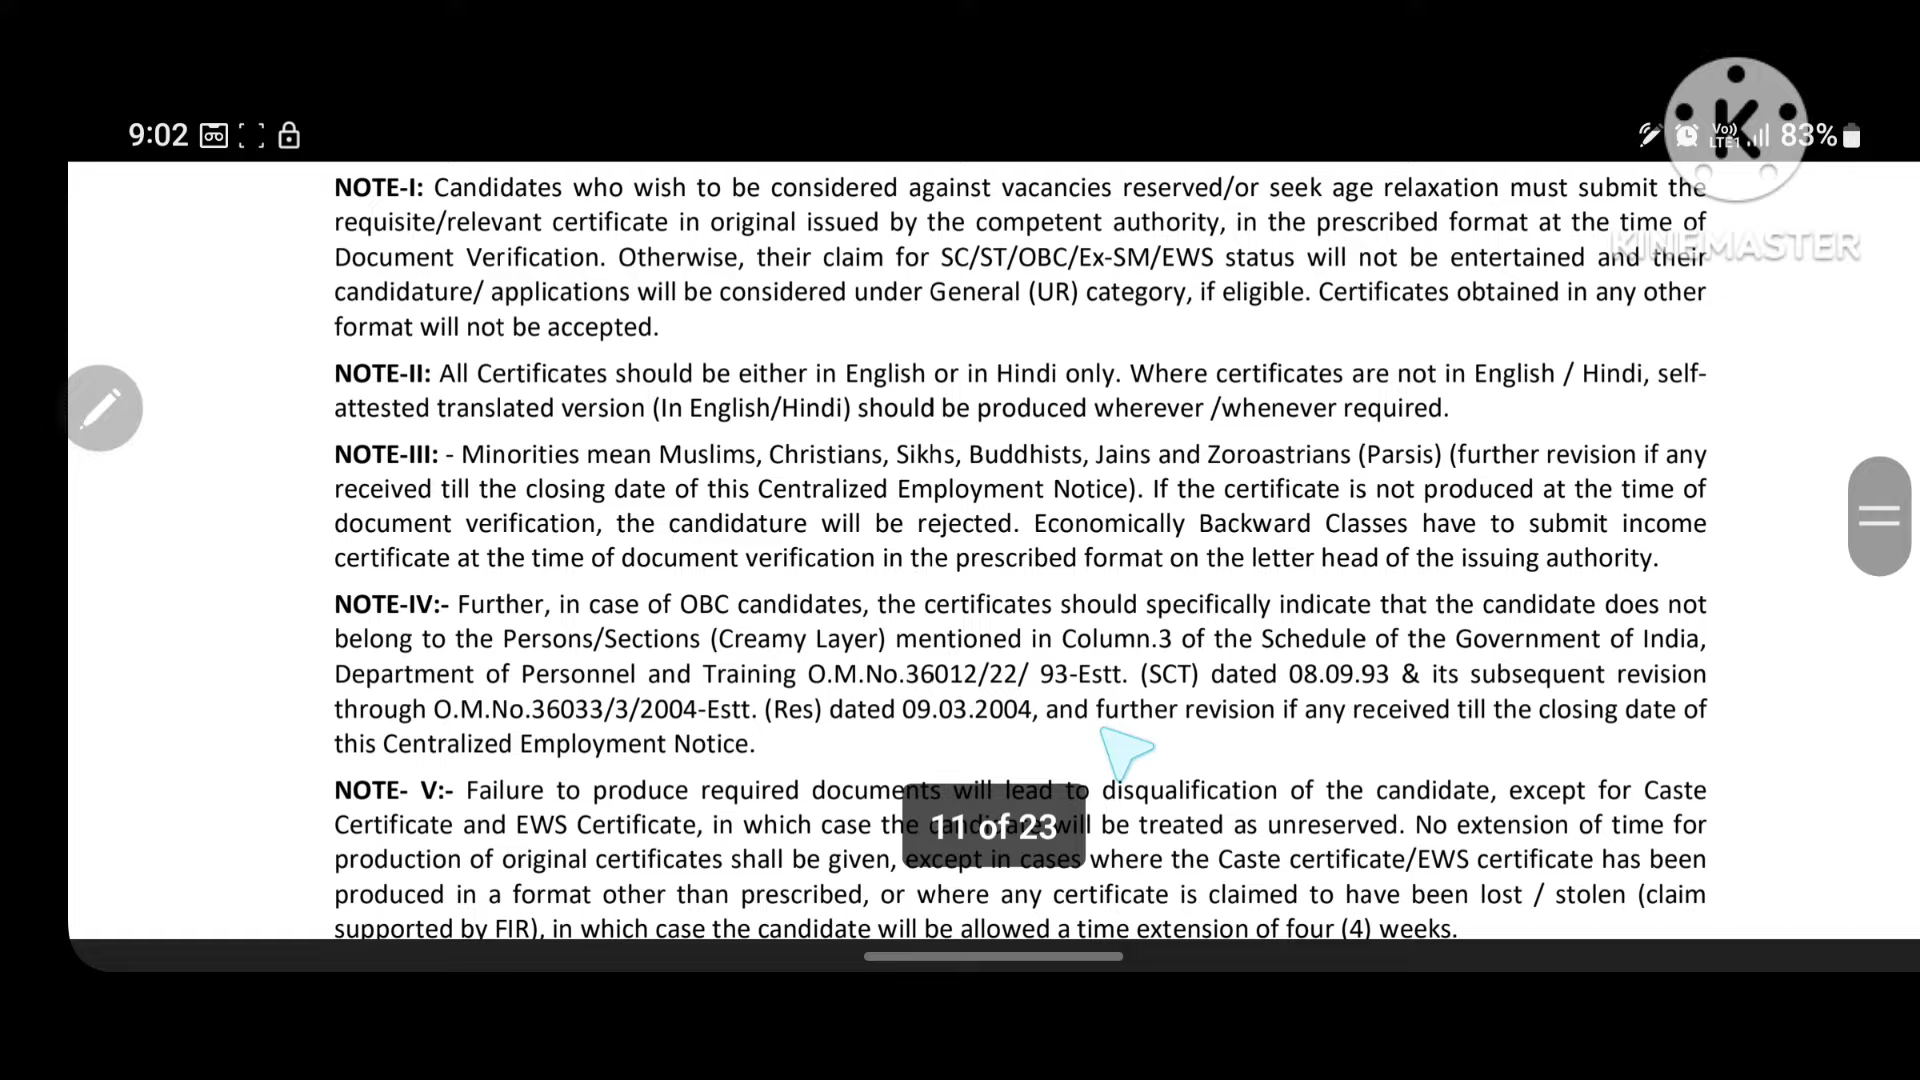 9:02
Vo)) LTE1 83%
K
KINEMASTER
NOTE-I: Candidates who wish to be considered against vacancies reserved/or seek age relaxation must submit the
requisite/relevant certificate in original issued by the competent authority, in the prescribed format at the time of
Document Verification. Otherwise, their claim for SC/ST/OBC/Ex-SM/EWS status will not be entertained and their
candidature/ applications will be considered under General (UR) category, if eligible. Certificates obtained in any other
format will not be accepted.
NOTE-II: All Certificates should be either in English or in Hindi only. Where certificates are not in English / Hindi, self-
attested translated version (In English/Hindi) should be produced wherever /whenever required.
NOTE-III: - Minorities mean Muslims, Christians, Sikhs, Buddhists, Jains and Zoroastrians (Parsis) (further revision if any
received till the closing date of this Centralized Employment Notice). If the certificate is not produced at the time of
document verification, the candidature will be rejected. Economically Backward Classes have to submit income
certificate at the time of document verification in the prescribed format on the letter head of the issuing authority.
NOTE-IV:- Further, in case of OBC candidates, the certificates should specifically indicate that the candidate does not
belong to the Persons/Sections (Creamy Layer) mentioned in Column.3 of the Schedule of the Government of India,
Department of Personnel and Training O.M.No.36012/22/ 93-Estt. (SCT) dated 08.09.93 & its subsequent revision
through O.M.No.36033/3/2004-Estt. (Res) dated 09.03.2004, and further revision if any received till the closing date of
this Centralized Employment Notice.
NOTE- V:- Failure to produce required documents will lead to disqualification of the candidate, except for Caste
Certificate and EWS Certificate, in which case the candidate will be treated as unreserved. No extension of time for
production of original certificates shall be given, except in cases where the Caste certificate/EWS certificate has been
produced in a format other than prescribed, or where any certificate is claimed to have been lost / stolen (claim
supported by FIR), in which case the candidate will be allowed a time extension of four (4) weeks.
11 of 23